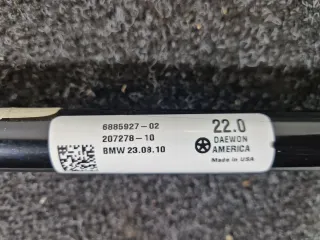 6885927-02
207278-10
BMW 23.08.10
22.0
DAEWON
AMERICA
Made in USA